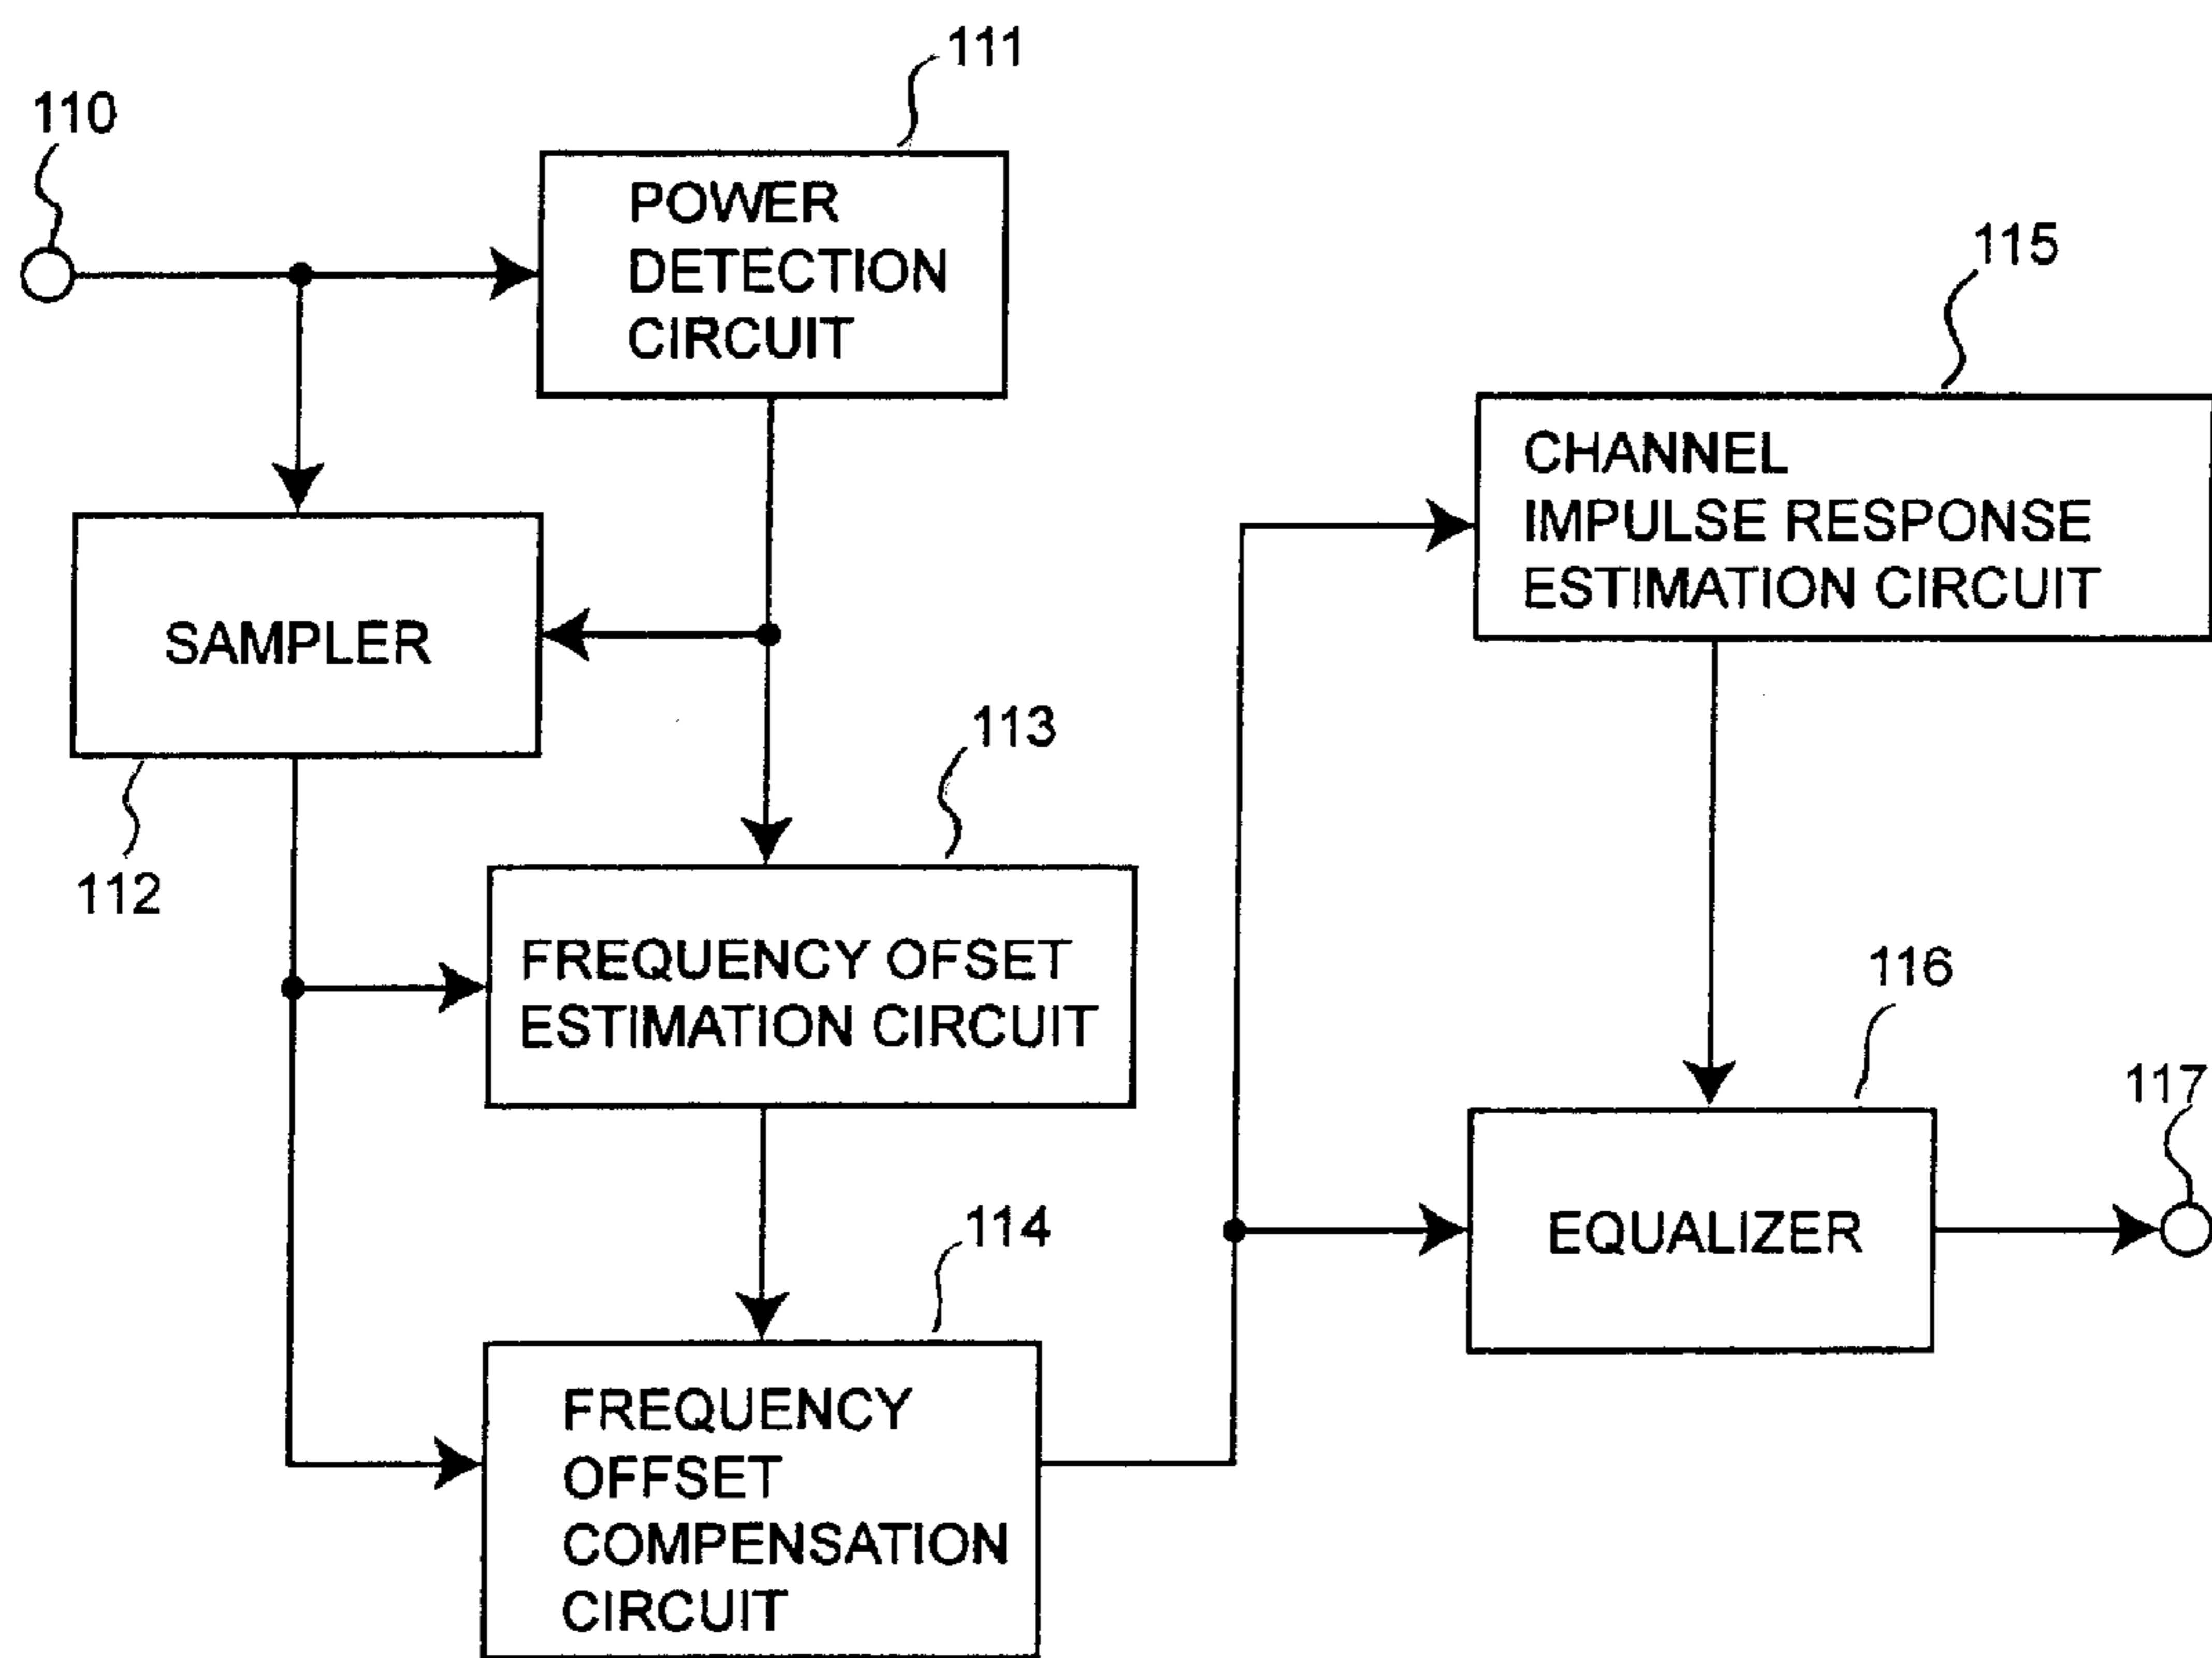 111
110
POWER
DETECTION
CIRCUIT
115
CHANNEL
IMPULSE RESPONSE
ESTIMATION CIRCUIT
SAMPLER
113
112
FREQUENCY OFSET
ESTIMATION CIRCUIT
116
117
114
EQUALIZER
FREQUENCY
OFFSET
COMPENSATION
CIRCUIT